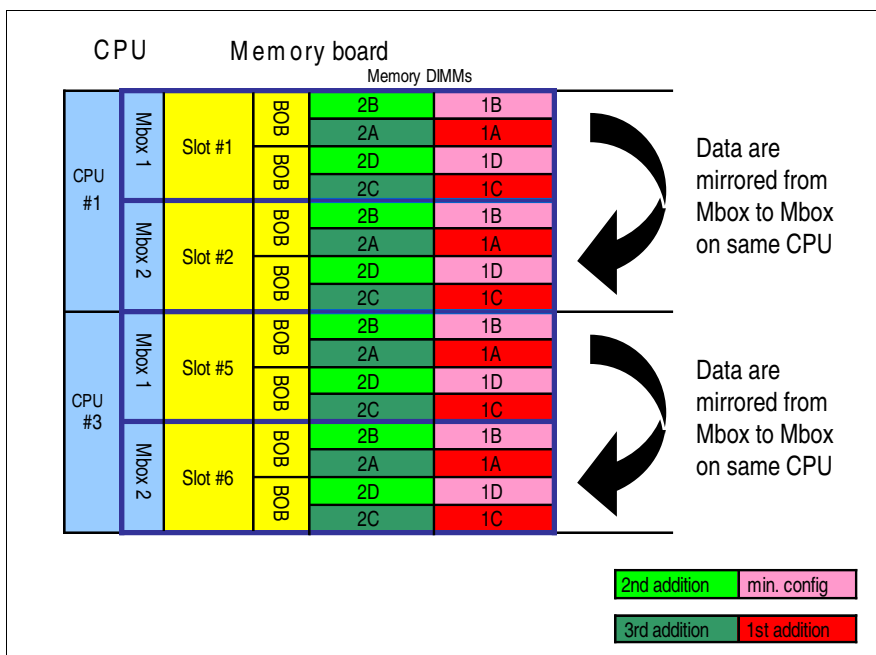 CPU Memory board
Memory DIMMs
CPU
#1
Mbox 1
Slot #1
BOB
2B 1B
2A 1A
BOB
2D 1D
2C 1C
Mbox 2
Slot #2
BOB
2B 1B
2A 1A
BOB
2D 1D
2C 1C
Data are
mirrored from
Mbox to Mbox
on same CPU
CPU
#3
Mbox 1
Slot #5
BOB
2B 1B
2A 1A
BOB
2D 1D
2C 1C
Mbox 2
Slot #6
BOB
2B 1B
2A 1A
BOB
2D 1D
2C 1C
Data are
mirrored from
Mbox to Mbox
on same CPU
2nd addition min. config
3rd addition 1st addition